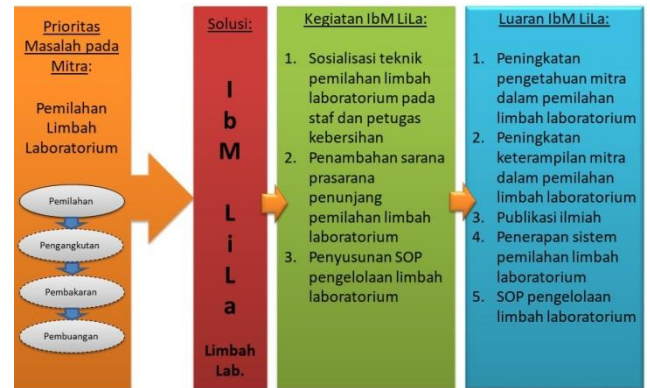 Prioritas
Masalah pada
Mitra:
Pemilahan
Limbah
Laboratorium
Pemilahan
Pengangkutan
Pembakaran
Pembuangan
Solusi:
I
b
M
L
i
L
a
Limbah
Lab.
Kegiatan IbM LiLa:
1. Sosialisasi teknik
pemilahan limbah
laboratorium pada
staf dan petugas
kebersihan
2. Penambahan sarana
prasarana
penunjang
pemilahan limbah
laboratorium
3. Penyusunan SOP
pengelolaan limbah
laboratorium
Luaran IbM LiLa:
1. Peningkatan
pengetahuan mitra
dalam pemilahan
limbah laboratorium
2. Peningkatan
keterampilan mitra
dalam pemilahan
limbah laboratorium
3. Publikasi ilmiah
4. Penerapan sistem
pemilahan limbah
laboratorium
5. SOP pengelolaan
limbah laboratorium